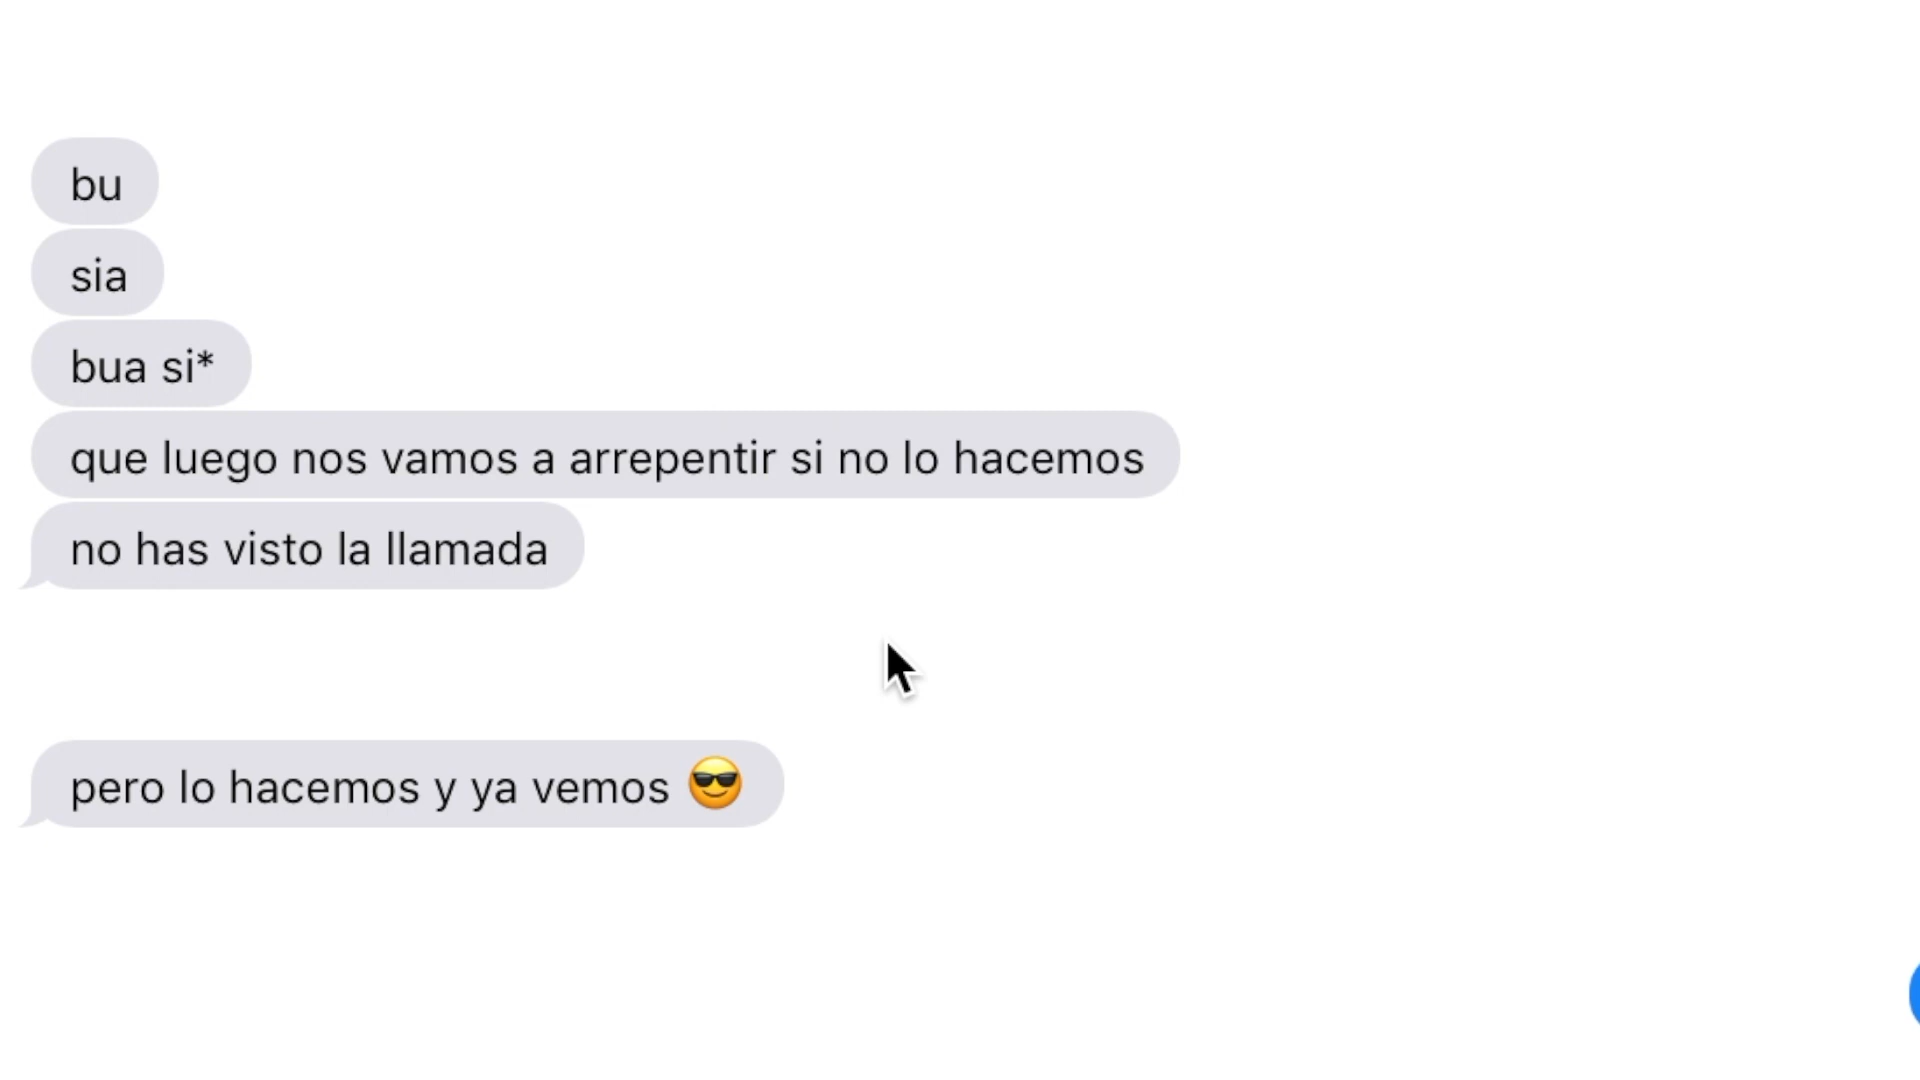 bu
sia
bua si*
que luego nos vamos a arrepentir si no lo hacemos
no has visto la llamada
pero lo hacemos y ya vemos 😎